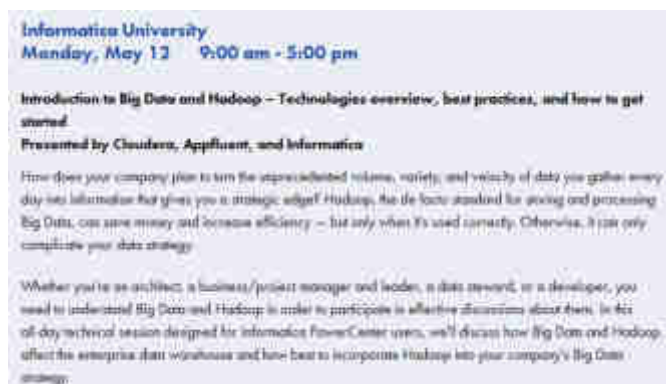 Informatica University
Monday, May 12 9:00 am - 5:00 pm
Introduction to Big Data and Hadoop – Technologies overview, best practices, and how to get
started
Presented by Cloudera, Appfluent, and Informatica
How does your company plan to turn the unprecedented volume, variety, and velocity of data you gather every
day into information that gives you a strategic edge? Hadoop, the de facto standard for storing and processing
Big Data, can save money and increase efficiency – but only when it's used correctly. Otherwise, it can only
complicate your data strategy.
Whether you're an architect, a business/project manager and leader, a data steward, or a developer, you
need to understand Big Data and Hadoop in order to participate in effective discussions about them. In this
all-day technical session designed for Informatica PowerCenter users, we'll discuss how Big Data and Hadoop
affect the enterprise data warehouse and how best to incorporate Hadoop into your company's Big Data
strategy.